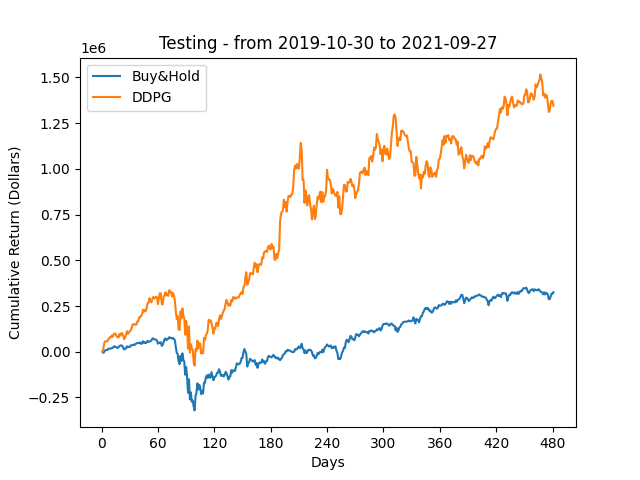 Testing - from 2019-10-30 to 2021-09-27
1e6
Buy&Hold
DDPG
1.50
1.25
1.00
0.75
0.50
0.25
0.00
−0.25
Cumulative Return (Dollars)
0 60 120 180 240 300 360 420 480
Days